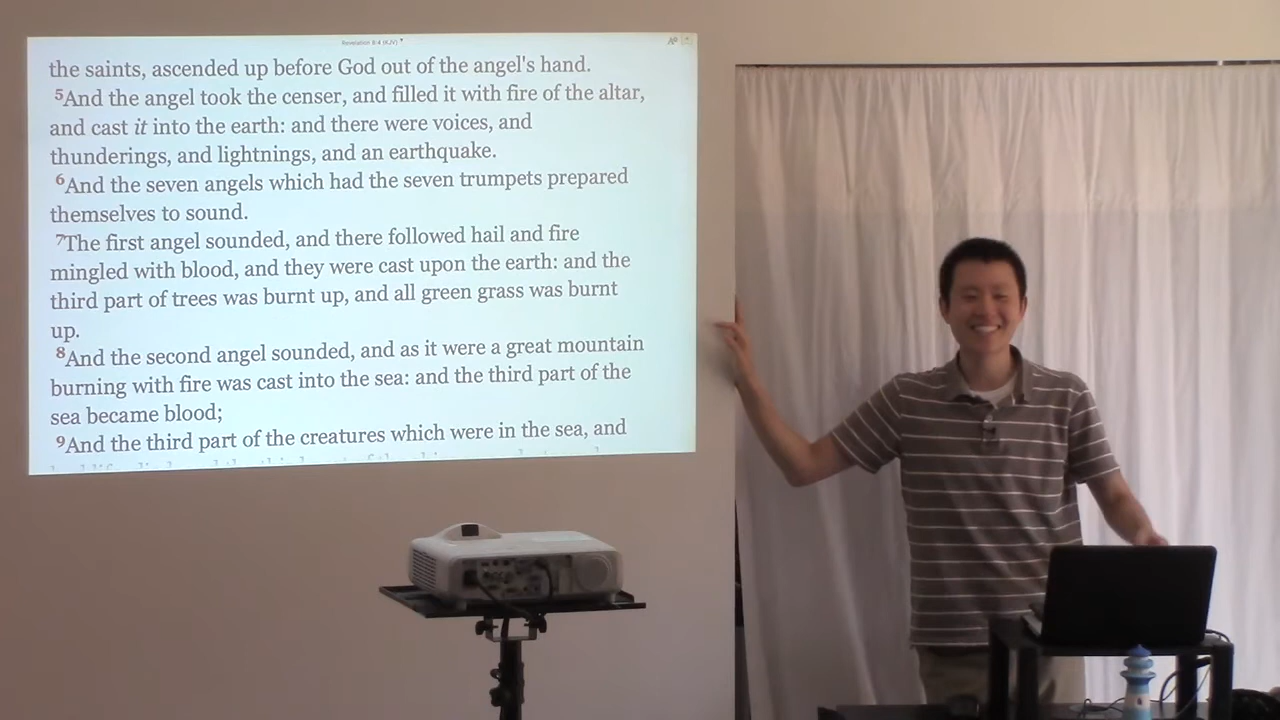 Revelation 8:4 (KJV)
the saints, ascended up before God out of the angel's hand.
5And the angel took the censer, and filled it with fire of the altar,
and cast it into the earth: and there were voices, and
thunderings, and lightnings, and an earthquake.
6And the seven angels which had the seven trumpets prepared
themselves to sound.
7The first angel sounded, and there followed hail and fire
mingled with blood, and they were cast upon the earth: and the
third part of trees was burnt up, and all green grass was burnt
up.
8And the second angel sounded, and as it were a great mountain
burning with fire was cast into the sea: and the third part of the
sea became blood;
9And the third part of the creatures which were in the sea, and